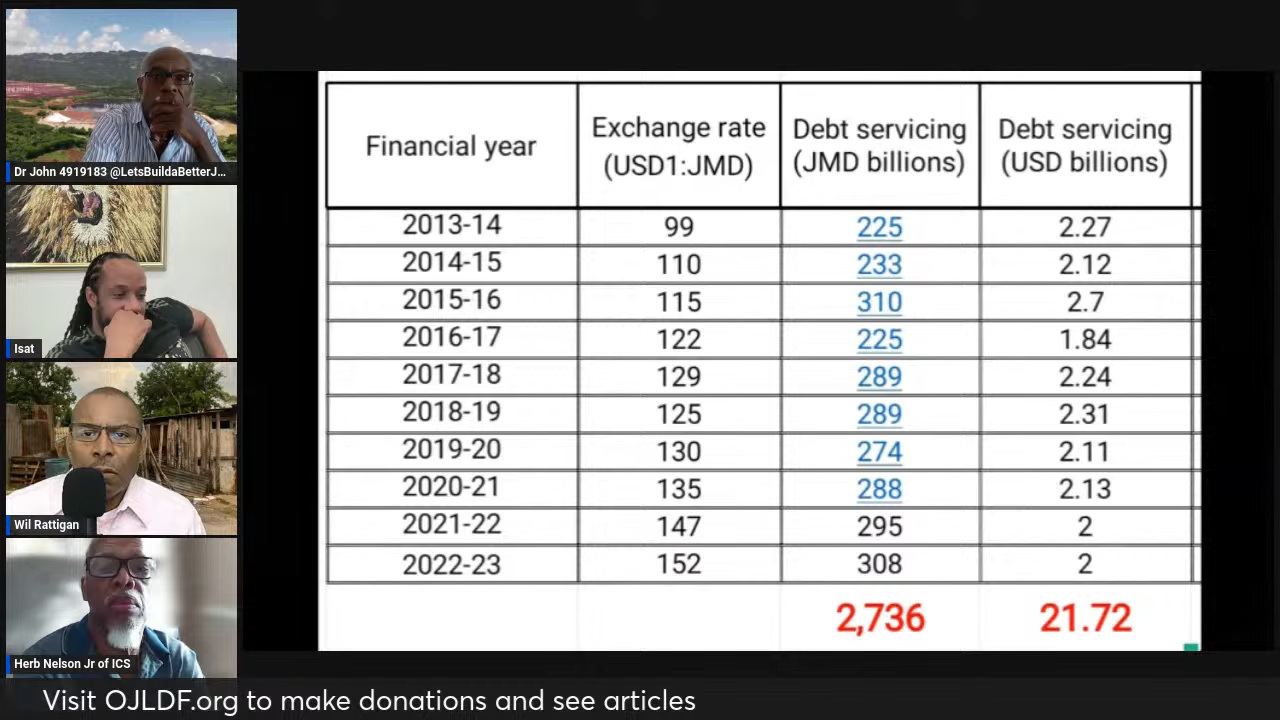 Dr John 4919183 @LetsBuildaBetterJ...
Isat
Wil Rattigan
Herb Nelson Jr of ICS
Financial year Exchange rate (USD1:JMD) Debt servicing (JMD billions) Debt servicing (USD billions)
2013-14 99 225 2.27
2014-15 110 233 2.12
2015-16 115 310 2.7
2016-17 122 225 1.84
2017-18 129 289 2.24
2018-19 125 289 2.31
2019-20 130 274 2.11
2020-21 135 288 2.13
2021-22 147 295 2
2022-23 152 308 2
2,736 21.72
Visit OJLDF.org to make donations and see articles